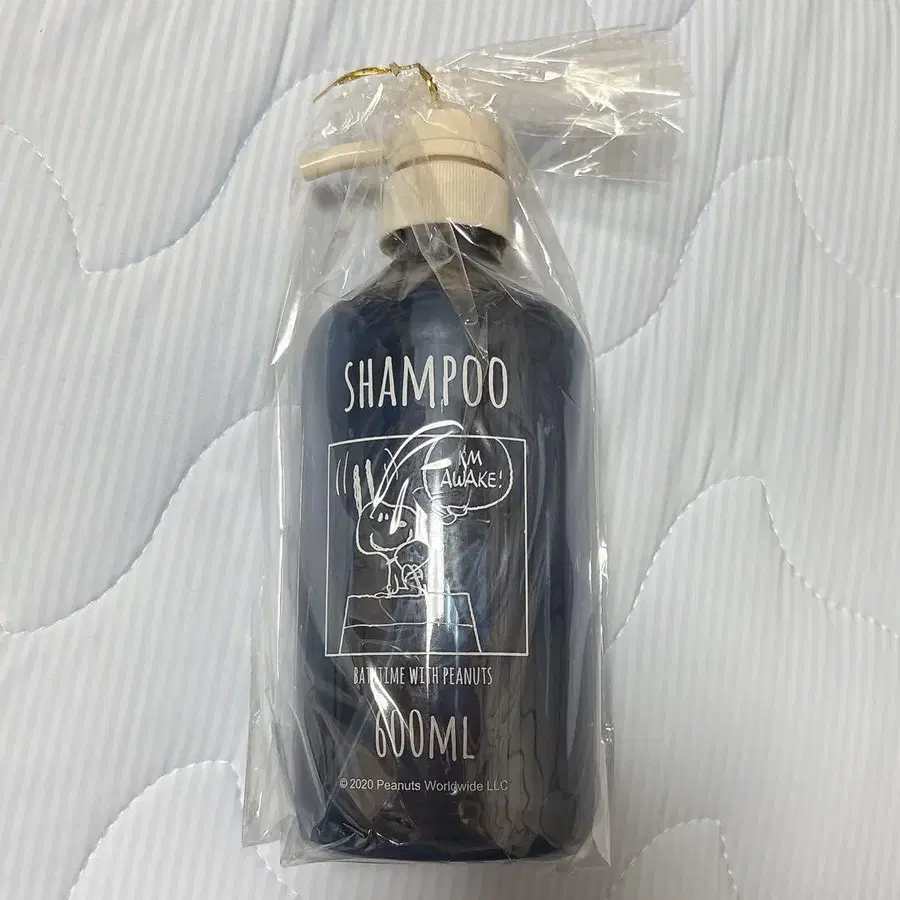 SHAMPOO
I'M
AWAKE!
BATHTIME WITH PEANUTS
600ML
© 2020 Peanuts Worldwide LLC